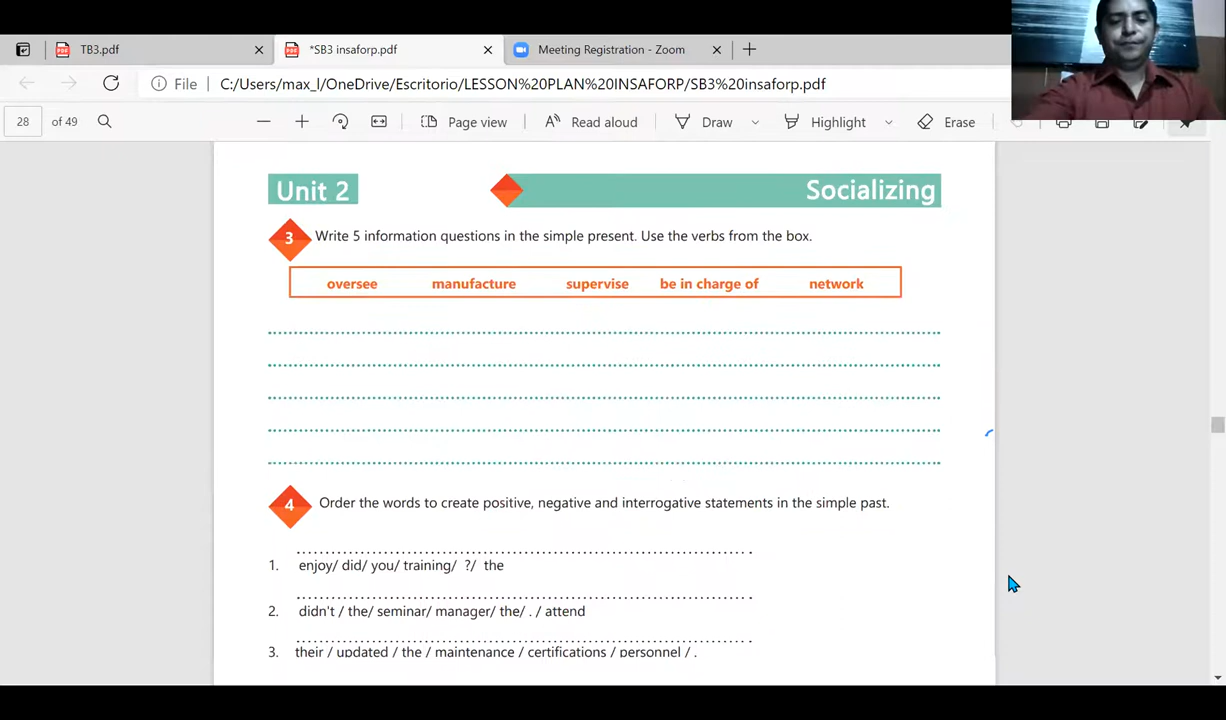 TB3.pdf
*SB3 insaforp.pdf
Meeting Registration - Zoom
File C:/Users/max_l/OneDrive/Escritorio/LESSON%20PLAN%20INSAFORP/SB3%20insaforp.pdf
28 of 49 Page view Read aloud Draw Highlight Erase
Unit 2 Socializing
3 Write 5 information questions in the simple present. Use the verbs from the box.
oversee manufacture supervise be in charge of network
4 Order the words to create positive, negative and interrogative statements in the simple past.
1. enjoy/ did/ you/ training/ ?/ the
2. didn't / the/ seminar/ manager/ the/ . / attend
3. their / updated / the / maintenance / certifications / personnel / .